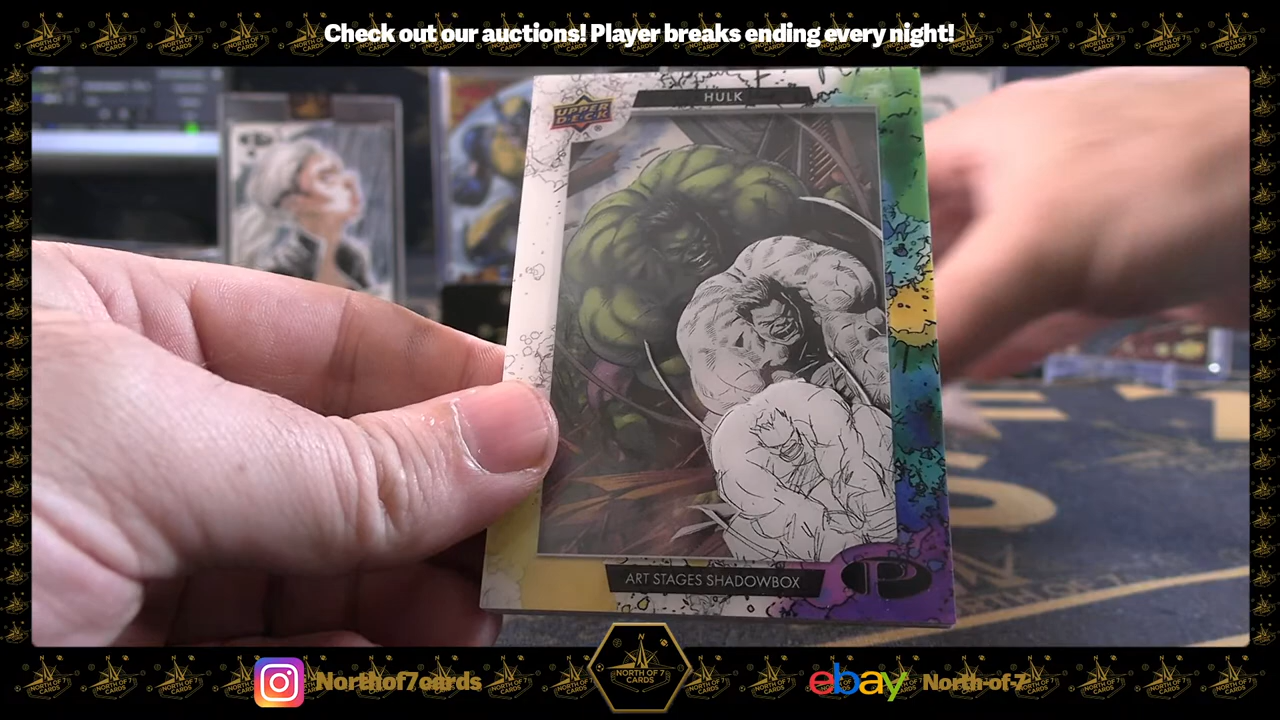 Check out our auctions! Player breaks ending every night!
HULK
UPPER
DECK
ART STAGES SHADOWBOX
P
Northof7cards
N
NORTH OF 7
CARDS
ebay
North-of-7